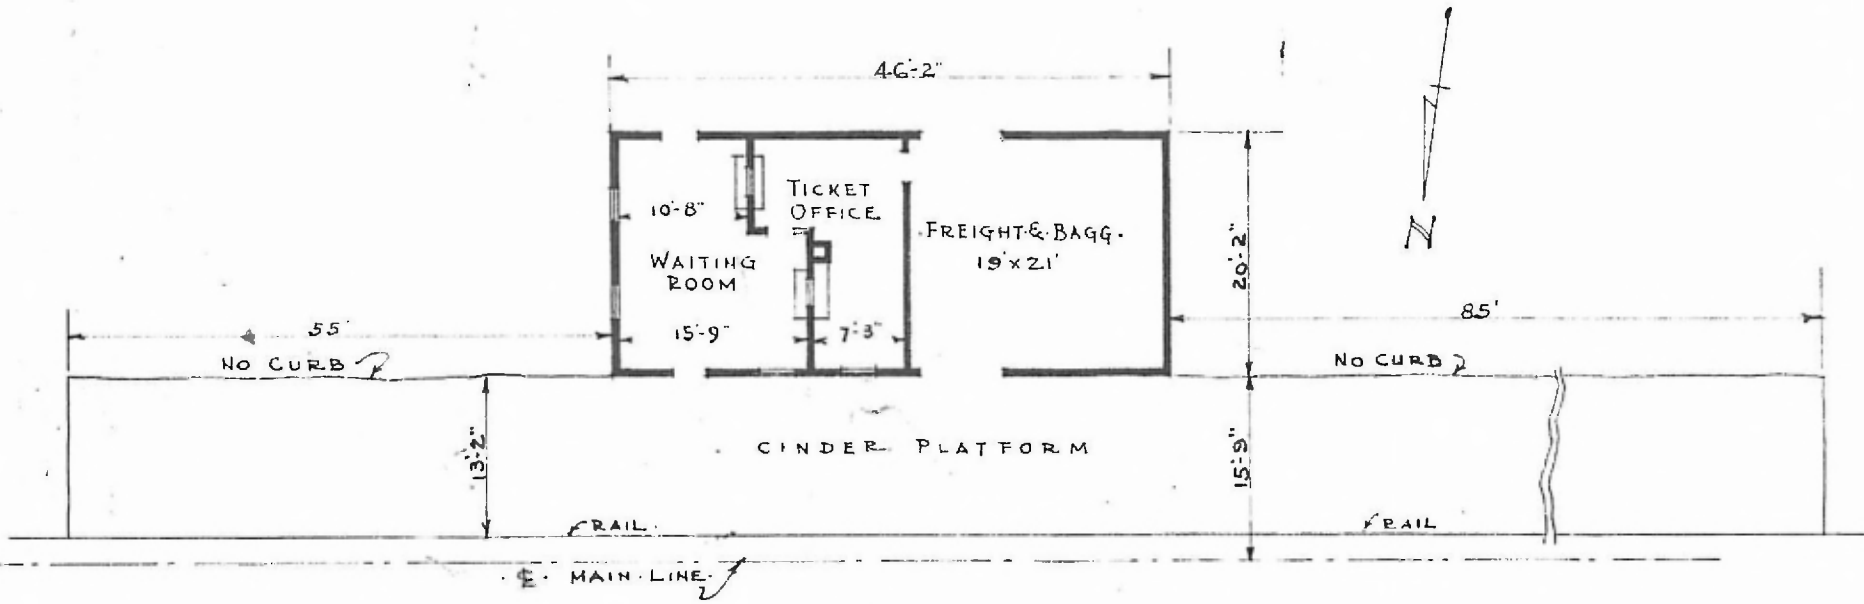 46'-2"
TICKET
OFFICE
10'-8"
FREIGHT & BAGG.
19' x 21'
WAITING
ROOM
N
20'-2"
55'
15'-9"
7'-3"
85'
NO CURB
NO CURB
13'-2"
CINDER PLATFORM
15'-9"
RAIL
RAIL
℄ MAIN LINE